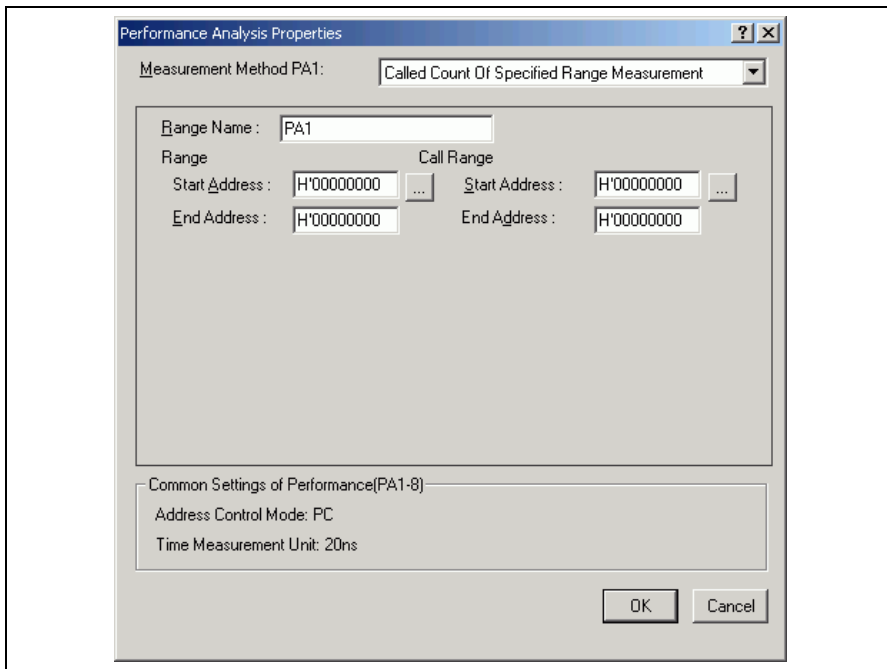 Performance Analysis Properties
Measurement Method PA1: Called Count Of Specified Range Measurement
Range Name : PA1
Range Call Range
Start Address : H'00000000 ... Start Address : H'00000000 ...
End Address : H'00000000 End Address : H'00000000
Common Settings of Performance(PA1-8)
Address Control Mode: PC
Time Measurement Unit: 20ns
OK Cancel